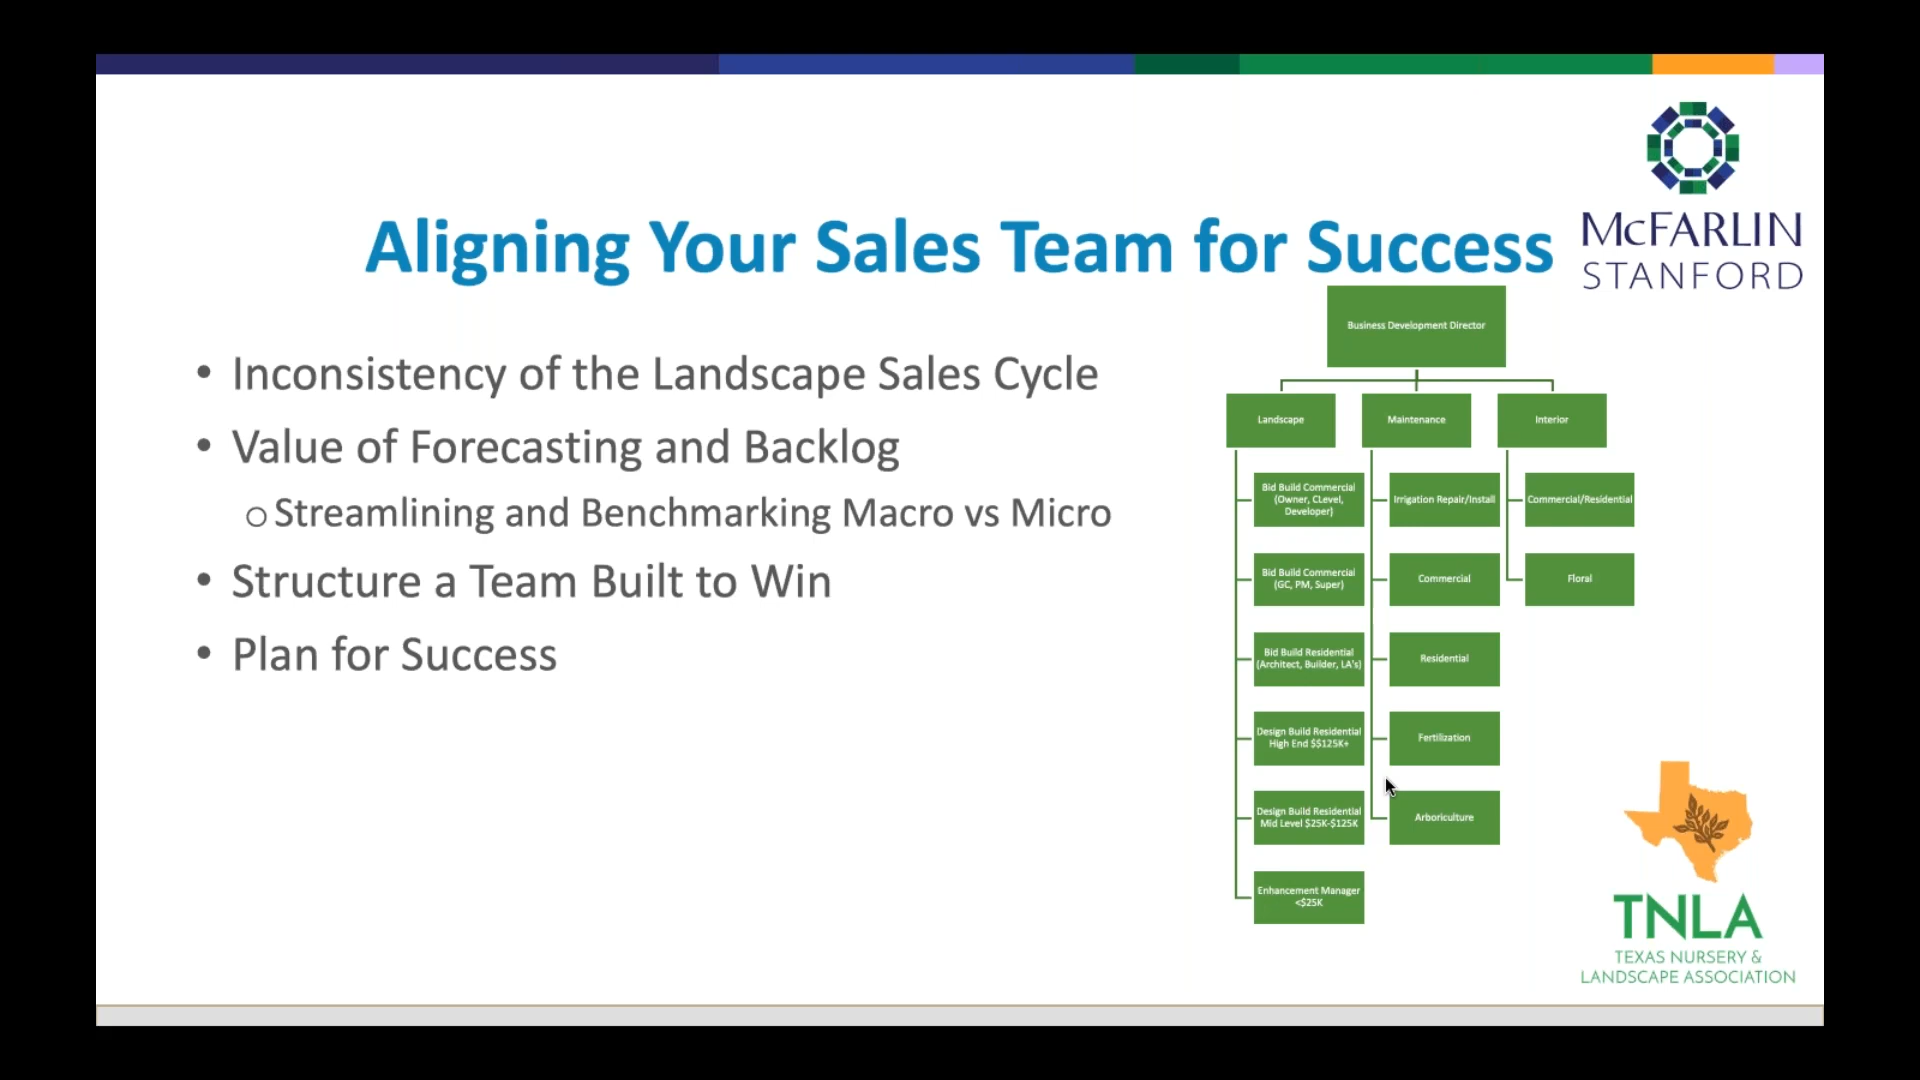 McFARLIN
STANFORD
Aligning Your Sales Team for Success
• Inconsistency of the Landscape Sales Cycle
• Value of Forecasting and Backlog
o Streamlining and Benchmarking Macro vs Micro
• Structure a Team Built to Win
• Plan for Success
Business Development Director
Landscape
Bid Build Commercial
(Owner, CLevel,
Developer)
Bid Build Commercial
(GC, PM, Super)
Bid Build Residential
(Architect, Builder, LA's)
Design Build Residential
High End $$125K+
Design Build Residential
Mid Level $25K-$125K
Enhancement Manager
<$25K
Maintenance
Irrigation Repair/Install
Commercial
Residential
Fertilization
Arboriculture
Interior
Commercial/Residential
Floral
TNLA
TEXAS NURSERY &
LANDSCAPE ASSOCIATION